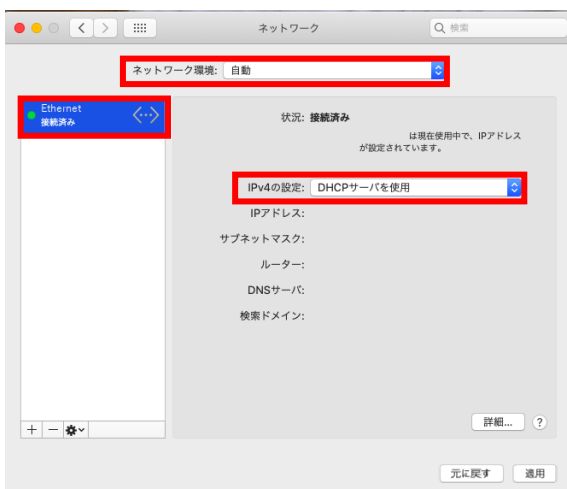 ネットワーク
検索
ネットワーク環境: 自動
Ethernet
接続済み
状況: 接続済み
は現在使用中で、IPアドレス
が設定されています。
IPv4の設定: DHCPサーバを使用
IPアドレス:
サブネットマスク:
ルーター:
DNSサーバ:
検索ドメイン:
詳細... ?
元に戻す 適用